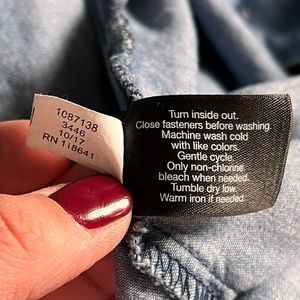 1087138
3446
10/17
RN 118641
Turn inside out.
Close fasteners before washing.
Machine wash cold
with like colors.
Gentle cycle.
Only non-chlorine
bleach when needed.
Tumble dry low.
Warm iron if needed.